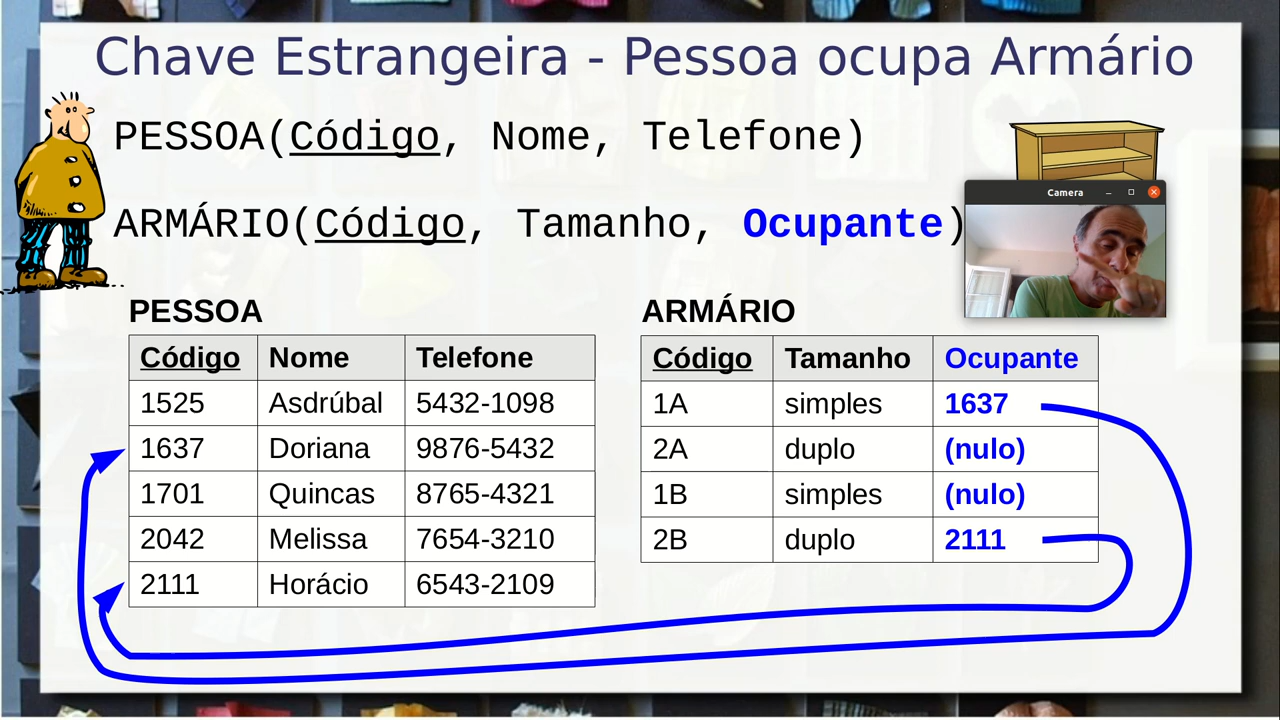 Chave Estrangeira - Pessoa ocupa Armário
PESSOA(Código, Nome, Telefone)
ARMÁRIO(Código, Tamanho, Ocupante)
Camera
PESSOA
Código Nome Telefone
1525 Asdrúbal 5432-1098
1637 Doriana 9876-5432
1701 Quincas 8765-4321
2042 Melissa 7654-3210
2111 Horácio 6543-2109
ARMÁRIO
Código Tamanho Ocupante
1A simples 1637
2A duplo (nulo)
1B simples (nulo)
2B duplo 2111